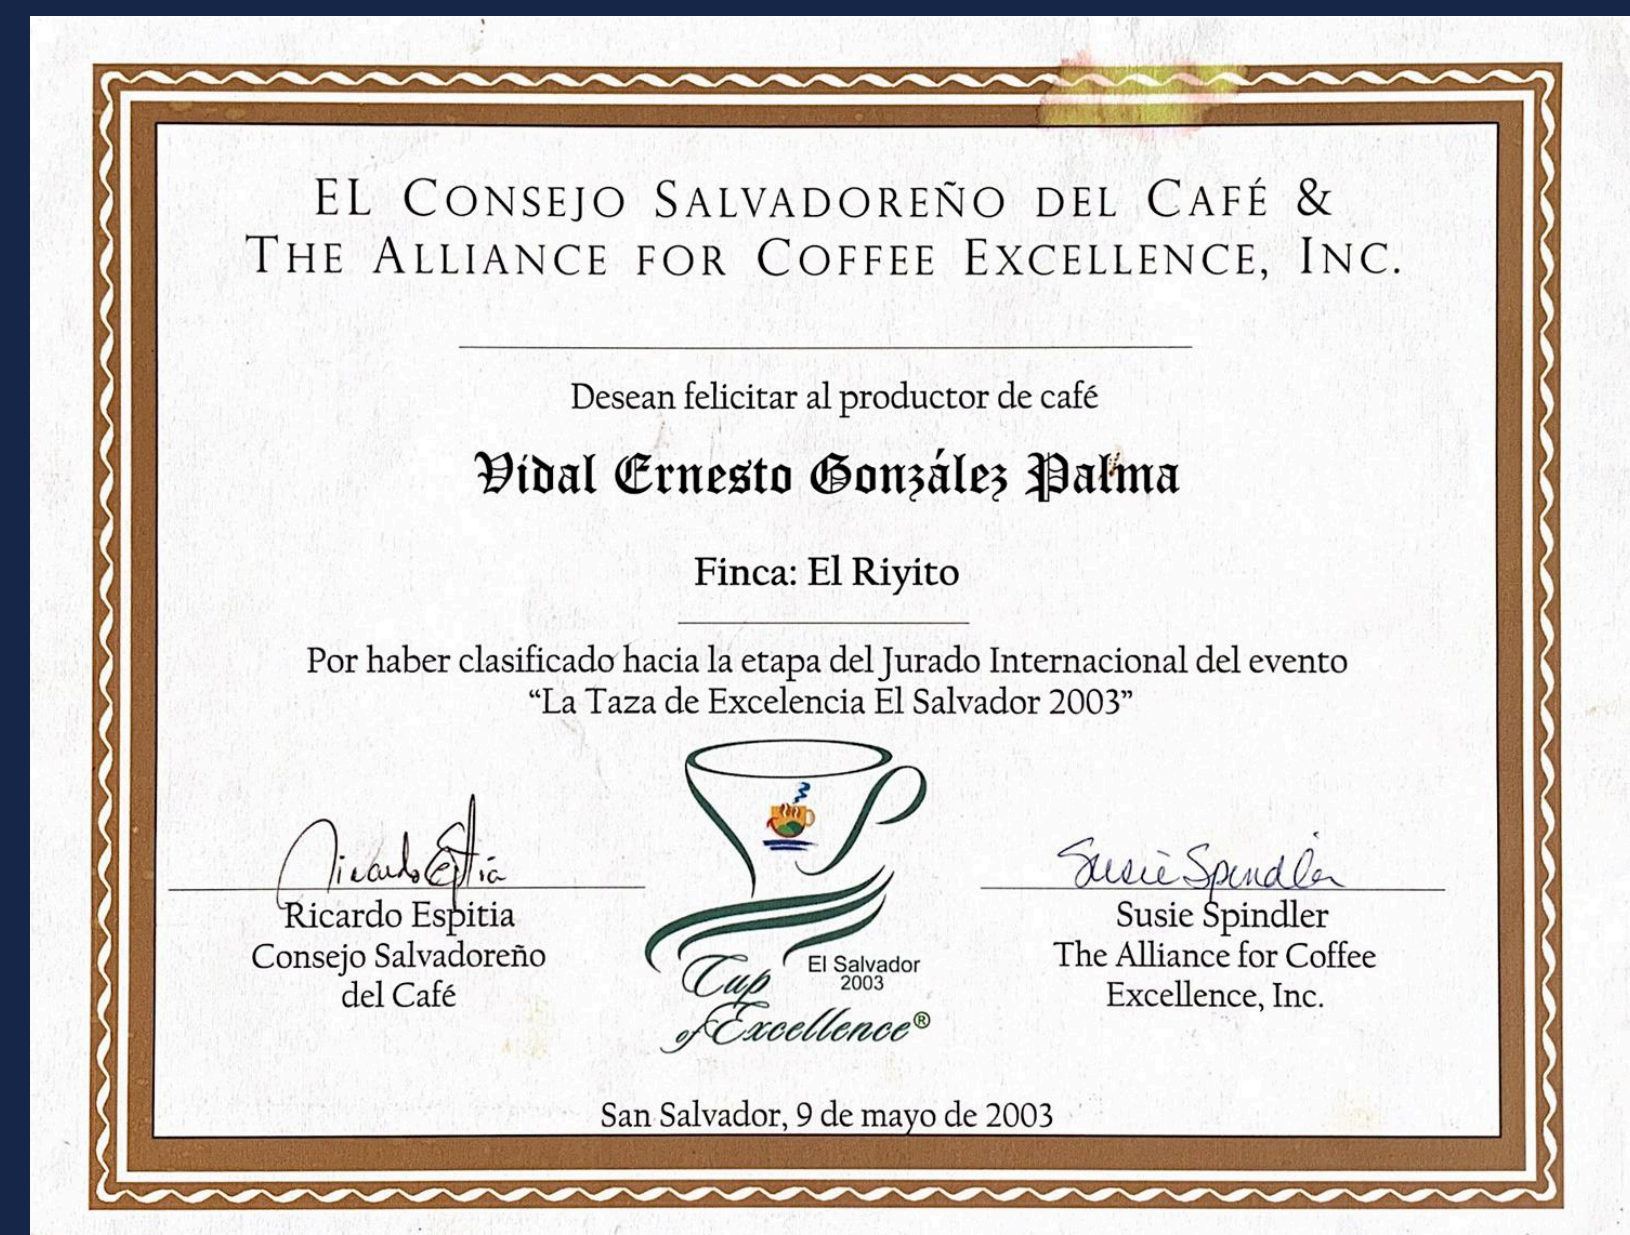 EL CONSEJO SALVADOREÑO DEL CAFÉ &
THE ALLIANCE FOR COFFEE EXCELLENCE, INC.
Desean felicitar al productor de café
Vidal Ernesto González Palma
Finca: El Riyito
Por haber clasificado hacia la etapa del Jurado Internacional del evento
“La Taza de Excelencia El Salvador 2003”
Ricardo Espitia
Ricardo Espitia
Consejo Salvadoreño
del Café
El Salvador
2003
Cup
of Excellence®
Susie Spindler
Susie Spindler
The Alliance for Coffee
Excellence, Inc.
San Salvador, 9 de mayo de 2003